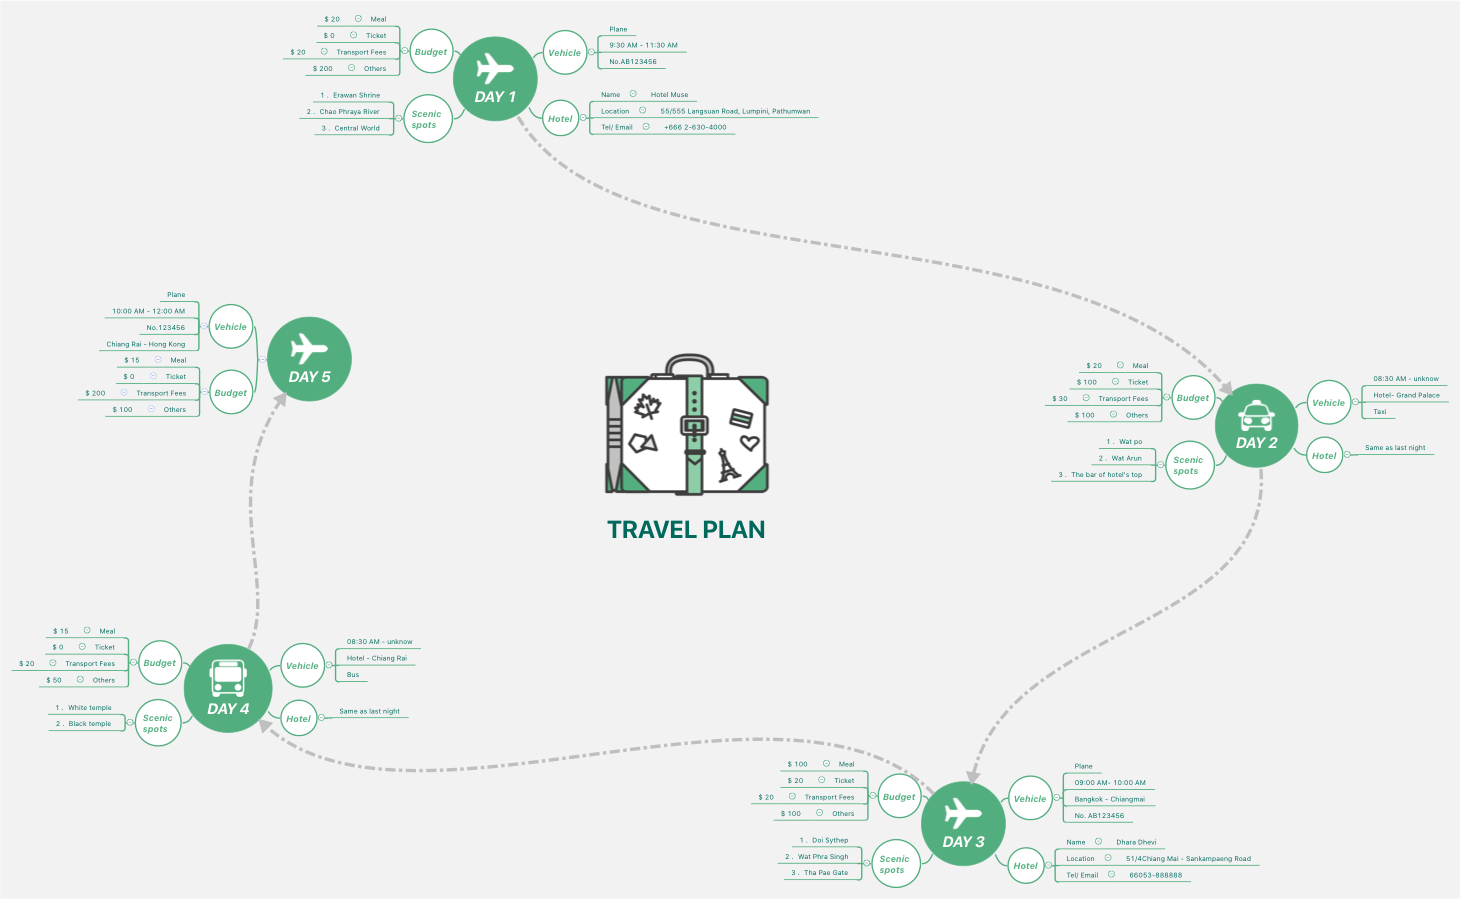 $ 20 Meal
$ 0 Ticket
$ 20 Transport Fees
$ 200 Others
Budget
1 . Erawan Shrine
2 . Chao Phraya River
3 . Central World
Scenic
spots
DAY 1
Vehicle
Plane
9:30 AM - 11:30 AM
No.AB123456
Hotel
Name Hotel Muse
Location 55/555 Langsuan Road, Lumpini, Pathumwan
Tel/ Email +666 2-630-4000
$ 20 Meal
$ 100 Ticket
$ 30 Transport Fees
$ 100 Others
Budget
1 . Wat po
2 . Wat Arun
3 . The bar of hotel's top
Scenic
spots
DAY 2
Vehicle
08:30 AM - unknow
Hotel- Grand Palace
Taxi
Hotel
Same as last night
TRAVEL PLAN
$ 100 Meal
$ 20 Ticket
$ 20 Transport Fees
$ 100 Others
Budget
1 . Doi Sythep
2 . Wat Phra Singh
3 . Tha Pae Gate
Scenic
spots
DAY 3
Vehicle
Plane
09:00 AM- 10:00 AM
Bangkok - Chiangmai
No. AB123456
Hotel
Name Dhara Dhevi
Location 51/4Chiang Mai - Sankampaeng Road
Tel/ Email 66053-888888
$ 15 Meal
$ 0 Ticket
$ 20 Transport Fees
$ 50 Others
Budget
1 . White temple
2 . Black temple
Scenic
spots
DAY 4
Vehicle
08:30 AM - unknow
Hotel - Chiang Rai
Bus
Hotel
Same as last night
Plane
10:00 AM - 12:00 AM
No.123456
Chiang Rai - Hong Kong
Vehicle
$ 15 Meal
$ 0 Ticket
$ 200 Transport Fees
$ 100 Others
Budget
DAY 5